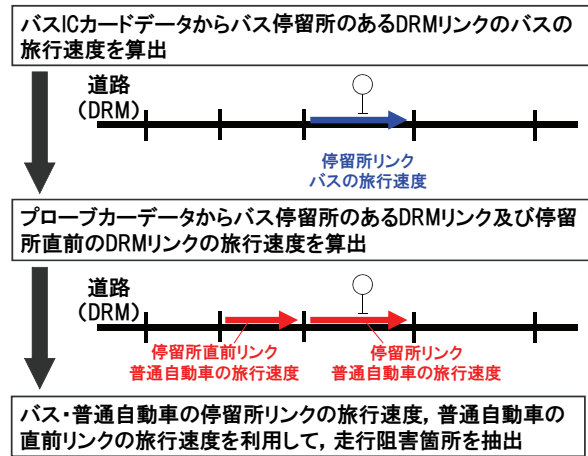 バスICカードデータからバス停留所のあるDRMリンクのバスの
旅行速度を算出
道路
(DRM)
停留所リンク
バスの旅行速度
プローブカーデータからバス停留所のあるDRMリンク及び停留
所直前のDRMリンクの旅行速度を算出
道路
(DRM)
停留所直前リンク
普通自動車の旅行速度
停留所リンク
普通自動車の旅行速度
バス・普通自動車の停留所リンクの旅行速度, 普通自動車の
直前リンクの旅行速度を利用して, 走行阻害箇所を抽出